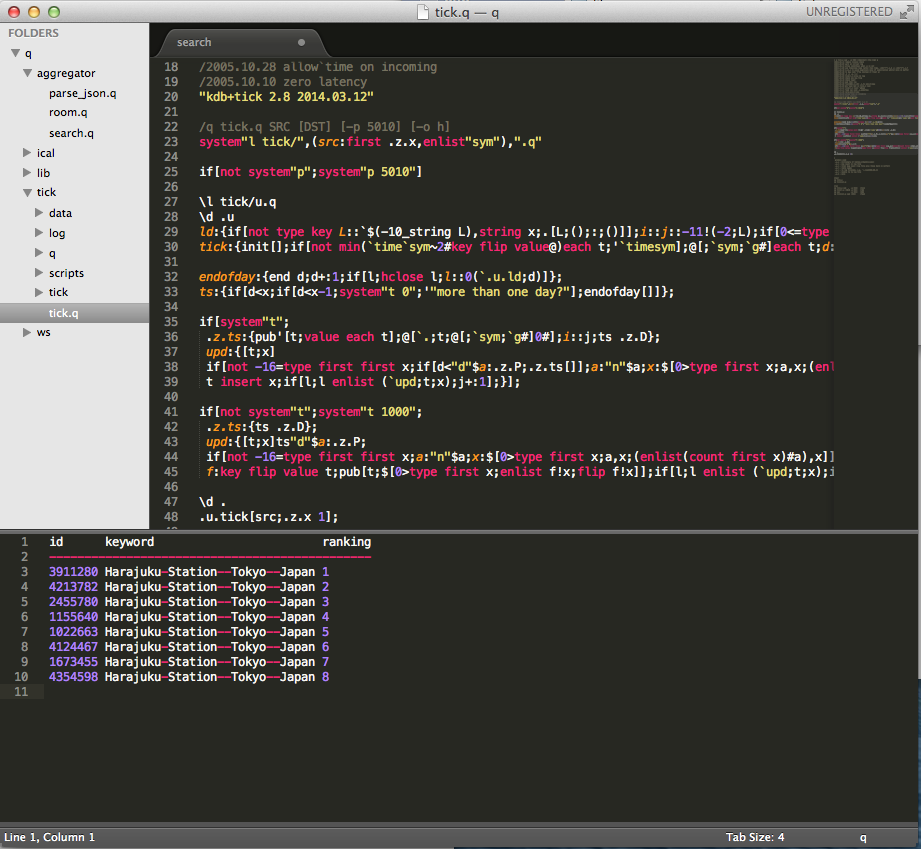 tick.q — q
UNREGISTERED
FOLDERS
q
aggregator
parse_json.q
room.q
search.q
ical
lib
tick
data
log
q
scripts
tick
tick.q
ws
search
18 /2005.10.28 allow`time on incoming
19 /2005.10.10 zero latency
20 "kdb+tick 2.8 2014.03.12"
21
22 /q tick.q SRC [DST] [-p 5010] [-o h]
23 system"l tick/",(src:first .z.x,enlist"sym"),".q"
24
25 if[not system"p";system"p 5010"]
26
27 \l tick/u.q
28 \d .u
29 ld:{if[not type key L::`$(-10_string L),string x;.[L;();:;()]];i::j::-11!(-2;L);if[0<=type
30 tick:{init[];if[not min(`time`sym~2#key flip value@)each t;'`timesym];@[;`sym;`g#]each t;d:
31
32 endofday:{end d;d+:1;if[l;hclose l;l::0(`.u.ld;d)]};
33 ts:{if[d<x;if[d<x-1;system"t 0";'"more than one day?"];endofday[]]};
34
35 if[system"t";
36 .z.ts:{pub'[t;value each t];@[`.;t;@[;`sym;`g#]0#];i::j;ts .z.D};
37 upd:{[t;x]
38 if[not -16=type first first x;if[d<"d"$a:.z.P;.z.ts[]];a:"n"$a;x:$[0>type first x;a,x;(enl
39 t insert x;if[l;l enlist (`upd;t;x);j+:1];}];
40
41 if[not system"t";system"t 1000";
42 .z.ts:{ts .z.D};
43 upd:{[t;x]ts"d"$a:.z.P;
44 if[not -16=type first first x;a:"n"$a;x:$[0>type first x;a,x;(enlist(count first x)#a),x]]
45 f:key flip value t;pub[t;$[0>type first x;enlist f!x;flip f!x]];if[l;l enlist (`upd;t;x);i
46
47 \d .
48 .u.tick[src;.z.x 1];
1 id keyword ranking
2 ----------------------------------------------
3 3911280 Harajuku-Station--Tokyo--Japan 1
4 4213782 Harajuku-Station--Tokyo--Japan 2
5 2455780 Harajuku-Station--Tokyo--Japan 3
6 1155640 Harajuku-Station--Tokyo--Japan 4
7 1022663 Harajuku-Station--Tokyo--Japan 5
8 4124467 Harajuku-Station--Tokyo--Japan 6
9 1673455 Harajuku-Station--Tokyo--Japan 7
10 4354598 Harajuku-Station--Tokyo--Japan 8
11
Line 1, Column 1
Tab Size: 4
q